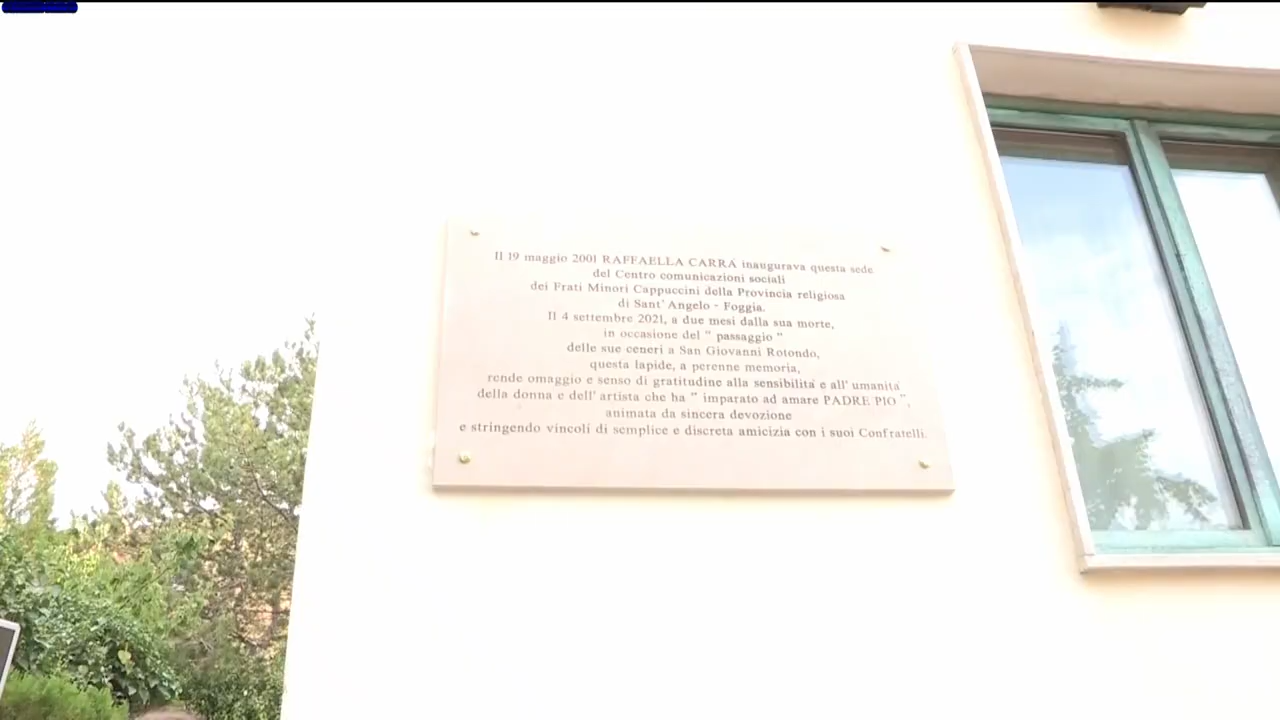 Il 19 maggio 2001 RAFFAELLA CARRA' inaugurava questa sede
del Centro comunicazioni sociali
dei Frati Minori Cappuccini della Provincia religiosa
di Sant' Angelo - Foggia.
Il 4 settembre 2021, a due mesi dalla sua morte,
in occasione del " passaggio "
delle sue ceneri a San Giovanni Rotondo,
questa lapide, a perenne memoria,
rende omaggio e senso di gratitudine alla sensibilita' e all' umanita'
della donna e dell' artista che ha " imparato ad amare PADRE PIO ",
animata da sincera devozione
e stringendo vincoli di semplice e discreta amicizia con i suoi Confratelli.